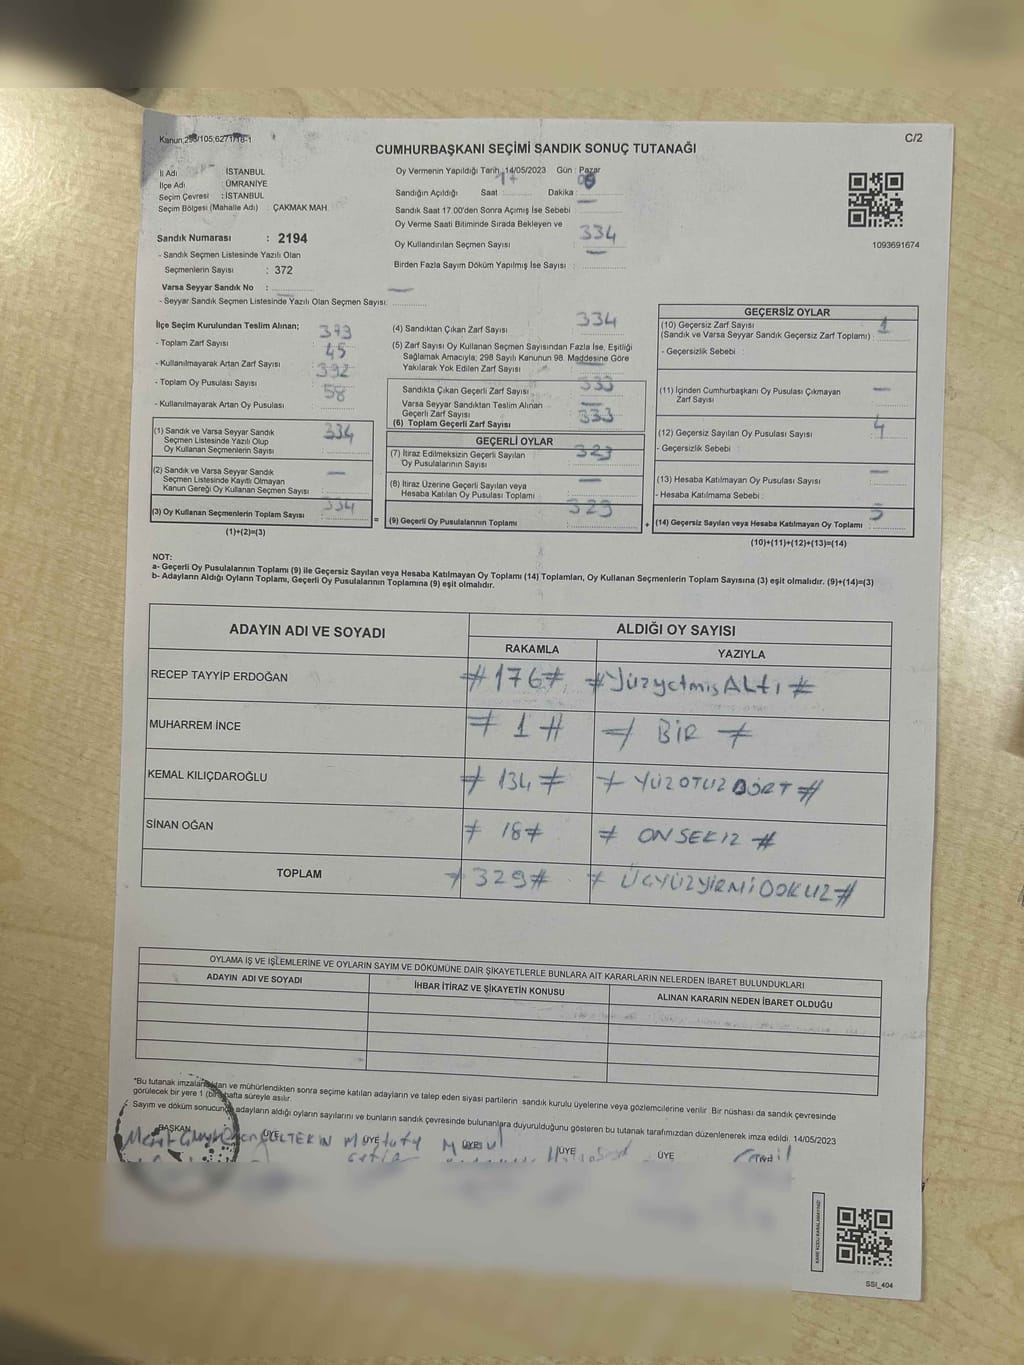 Kanun,298/105;6271/18-1
C/2
CUMHURBAŞKANI SEÇİMİ SANDIK SONUÇ TUTANAĞI
İl Adı : İSTANBUL
İlçe Adı : ÜMRANİYE
Seçim Çevresi : İSTANBUL
Seçim Bölgesi (Mahalle Adı) : ÇAKMAK MAH.
Sandık Numarası : 2194
- Sandık Seçmen Listesinde Yazılı Olan
Seçmenlerin Sayısı : 372
Varsa Seyyar Sandık No : —
- Seyyar Sandık Seçmen Listesinde Yazılı Olan Seçmen Sayısı: —
Oy Vermenin Yapıldığı Tarih 14/05/2023 Gün : Pazar
Sandığın Açıldığı Saat 17 Dakika 00
Sandık Saat 17.00'den Sonra Açımış İse Sebebi : —
Oy Verme Saati Bitiminde Sırada Bekleyen ve
Oy Kullandırılan Seçmen Sayısı : 334
Birden Fazla Sayım Döküm Yapılmış İse Sayısı : —
1093691674
İlçe Seçim Kurulundan Teslim Alınan;
- Toplam Zarf Sayısı
- Kullanılmayarak Artan Zarf Sayısı 45
- Toplam Oy Pusulası Sayısı 392
- Kullanılmayarak Artan Oy Pusulası 58
(1) Sandık ve Varsa Seyyar Sandık
Seçmen Listesinde Yazılı Olup
Oy Kullanan Seçmenlerin Sayısı 334
(2) Sandık ve Varsa Seyyar Sandık
Seçmen Listesinde Kayıtlı Olmayan
Kanun Gereği Oy Kullanan Seçmen Sayısı —
(3) Oy Kullanan Seçmenlerin Toplam Sayısı 334
(1)+(2)=(3)
=
(4) Sandıktan Çıkan Zarf Sayısı 334
(5) Zarf Sayısı Oy Kullanan Seçmen Sayısından Fazla İse, Eşitliği
Sağlamak Amacıyla; 298 Sayılı Kanunun 98. Maddesine Göre
Yakılarak Yok Edilen Zarf Sayısı —
Sandıkta Çıkan Geçerli Zarf Sayısı 333
Varsa Seyyar Sandıktan Teslim Alınan
Geçerli Zarf Sayısı —
(6) Toplam Geçerli Zarf Sayısı 333
GEÇERLİ OYLAR
(7) İtiraz Edilmeksizin Geçerli Sayılan
Oy Pusulalarının Sayısı 329
(8) İtiraz Üzerine Geçerli Sayılan veya
Hesaba Katılan Oy Pusulası Toplamı —
(9) Geçerli Oy Pusulalarının Toplamı 329
+
GEÇERSİZ OYLAR
(10) Geçersiz Zarf Sayısı
(Sandık ve Varsa Seyyar Sandık Geçersiz Zarf Toplamı) : 1
- Geçersizlik Sebebi :
(11) İçinden Cumhurbaşkanı Oy Pusulası Çıkmayan
Zarf Sayısı —
(12) Geçersiz Sayılan Oy Pusulası Sayısı 4
- Geçersizlik Sebebi :
(13) Hesaba Katılmayan Oy Pusulası Sayısı —
- Hesaba Katılmama Sebebi :
(14) Geçersiz Sayılan veya Hesaba Katılmayan Oy Toplamı 5
(10)+(11)+(12)+(13)=(14)
NOT:
a- Geçerli Oy Pusulalarının Toplamı (9) ile Geçersiz Sayılan veya Hesaba Katılmayan Oy Toplamı (14) Toplamları, Oy Kullanan Seçmenlerin Toplam Sayısına (3) eşit olmalıdır. (9)+(14)=(3)
b- Adayların Aldığı Oyların Toplamı, Geçerli Oy Pusulalarının Toplamına (9) eşit olmalıdır.
ADAYIN ADI VE SOYADI ALDIĞI OY SAYISI
RAKAMLA YAZIYLA
RECEP TAYYİP ERDOĞAN #176# #YüzyetmişALtı#
MUHARREM İNCE # 1 # # BİR #
KEMAL KILIÇDAROĞLU # 134 # # YÜZOTUZDÖRT #
SİNAN OĞAN # 18 # # ONSEKİZ #
TOPLAM # 329 # # ÜÇYÜZYİRMİDOKUZ #
OYLAMA İŞ VE İŞLEMLERİNE VE OYLARIN SAYIM VE DÖKÜMÜNE DAİR ŞİKAYETLERLE BUNLARA AİT KARARLARIN NELERDEN İBARET BULUNDUKLARI
ADAYIN ADI VE SOYADI İHBAR İTİRAZ VE ŞİKAYETİN KONUSU ALINAN KARARIN NEDEN İBARET OLDUĞU
*Bu tutanak imzalandıktan ve mühürlendikten sonra seçime katılan adayların ve talep eden siyasi partilerin sandık kurulu üyelerine veya gözlemcilerine verilir. Bir nüshası da sandık çevresinde
görülecek bir yere 1 (bir) hafta süreyle asılır.
Sayım ve döküm sonucunda adayların aldığı oyların sayılarını ve bunların sandık çevresinde bulunanlara duyurulduğunu gösteren bu tutanak tarafımızdan düzenlenerek imza edildi. 14/05/2023
BAŞKAN ÜYE ÜYE ÜYE ÜYE ÜYE ÜYE
SSI_404